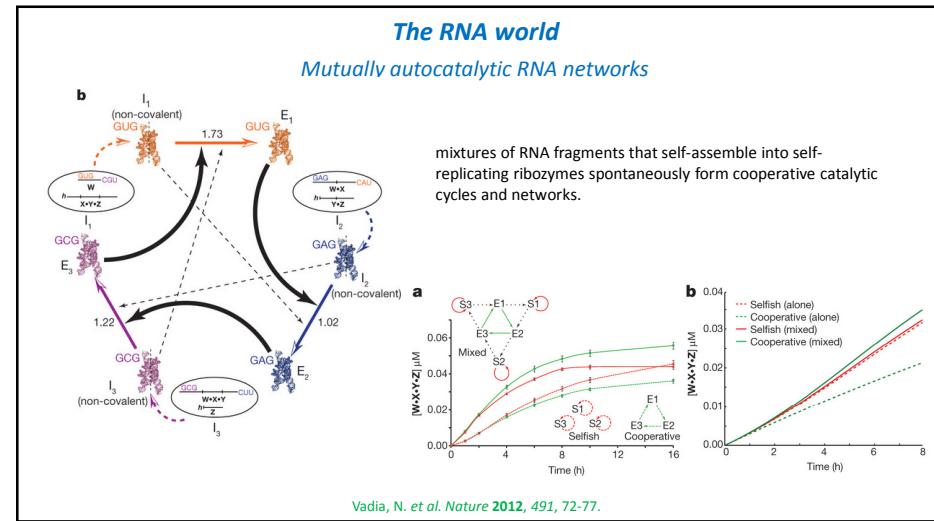 The RNA world
Mutually autocatalytic RNA networks
b
I1
(non-covalent)
E1
GUG
1.73
GUG
GUG
CGU
W
h
X•Y•Z
I1
GAG
W•X
CAU
h
Y•Z
I2
GCG
E3
GAG
I2
(non-covalent)
1.22
1.02
GCG
GAG
E2
I3
(non-covalent)
GCG
W•X•Y
CUU
h
Z
I3
mixtures of RNA fragments that self-assemble into self-
replicating ribozymes spontaneously form cooperative catalytic
cycles and networks.
a
[W•X•Y•Z] μM
0.06
0.04
0.02
0.00
0
4
8
12
16
Time (h)
S3
E1
S1
E3
E2
Mixed
S2
S1
S3
S2
Selfish
E1
E3
E2
Cooperative
b
[W•X•Y•Z] μM
0.04
0.03
0.02
0.01
0.00
0
2
4
6
8
Time (h)
Selfish (alone)
Cooperative (alone)
Selfish (mixed)
Cooperative (mixed)
Vadia, N. et al. Nature 2012, 491, 72-77.